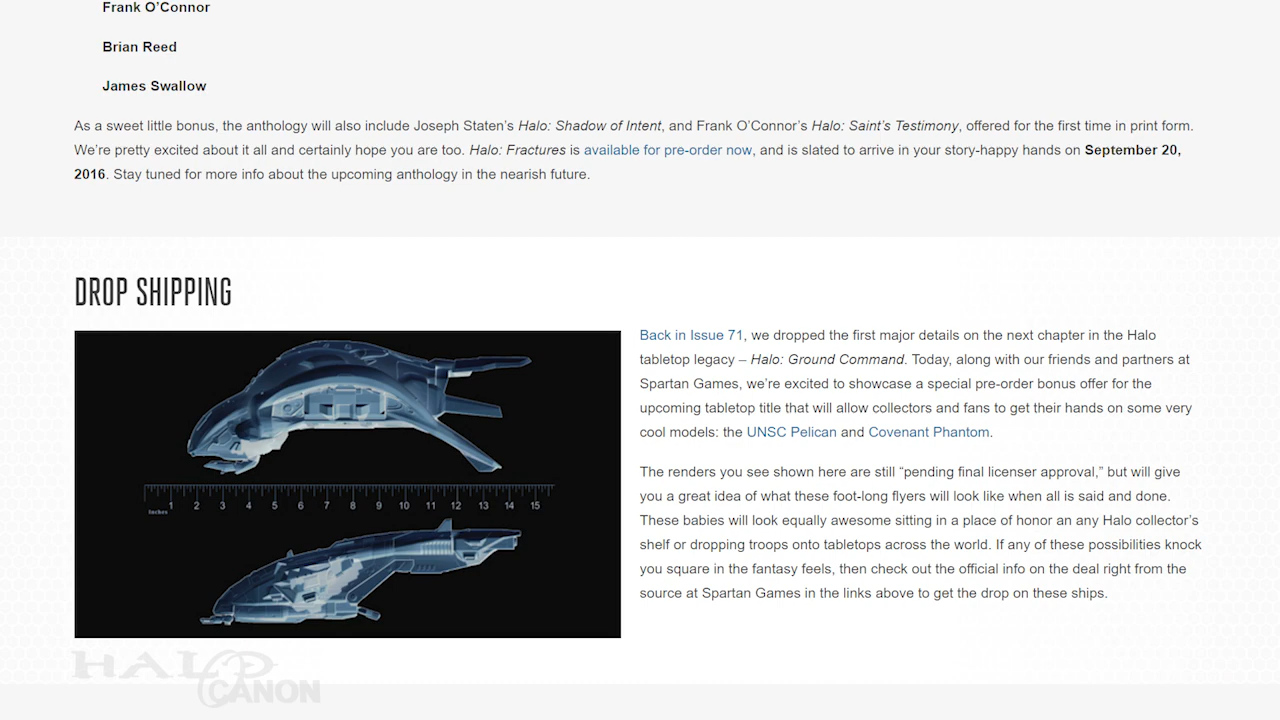 Frank O’Connor
Brian Reed
James Swallow
As a sweet little bonus, the anthology will also include Joseph Staten’s Halo: Shadow of Intent, and Frank O’Connor’s Halo: Saint’s Testimony, offered for the first time in print form.
We’re pretty excited about it all and certainly hope you are too. Halo: Fractures is available for pre-order now, and is slated to arrive in your story-happy hands on September 20,
2016. Stay tuned for more info about the upcoming anthology in the nearish future.
DROP SHIPPING
Back in Issue 71, we dropped the first major details on the next chapter in the Halo
tabletop legacy – Halo: Ground Command. Today, along with our friends and partners at
Spartan Games, we’re excited to showcase a special pre-order bonus offer for the
upcoming tabletop title that will allow collectors and fans to get their hands on some very
cool models: the UNSC Pelican and Covenant Phantom.
The renders you see shown here are still “pending final licenser approval,” but will give
you a great idea of what these foot-long flyers will look like when all is said and done.
These babies will look equally awesome sitting in a place of honor an any Halo collector’s
shelf or dropping troops onto tabletops across the world. If any of these possibilities knock
you square in the fantasy feels, then check out the official info on the deal right from the
source at Spartan Games in the links above to get the drop on these ships.
1 2 3 4 5 6 7 8 9 10 11 12 13 14 15
Inches
HALO
CANON